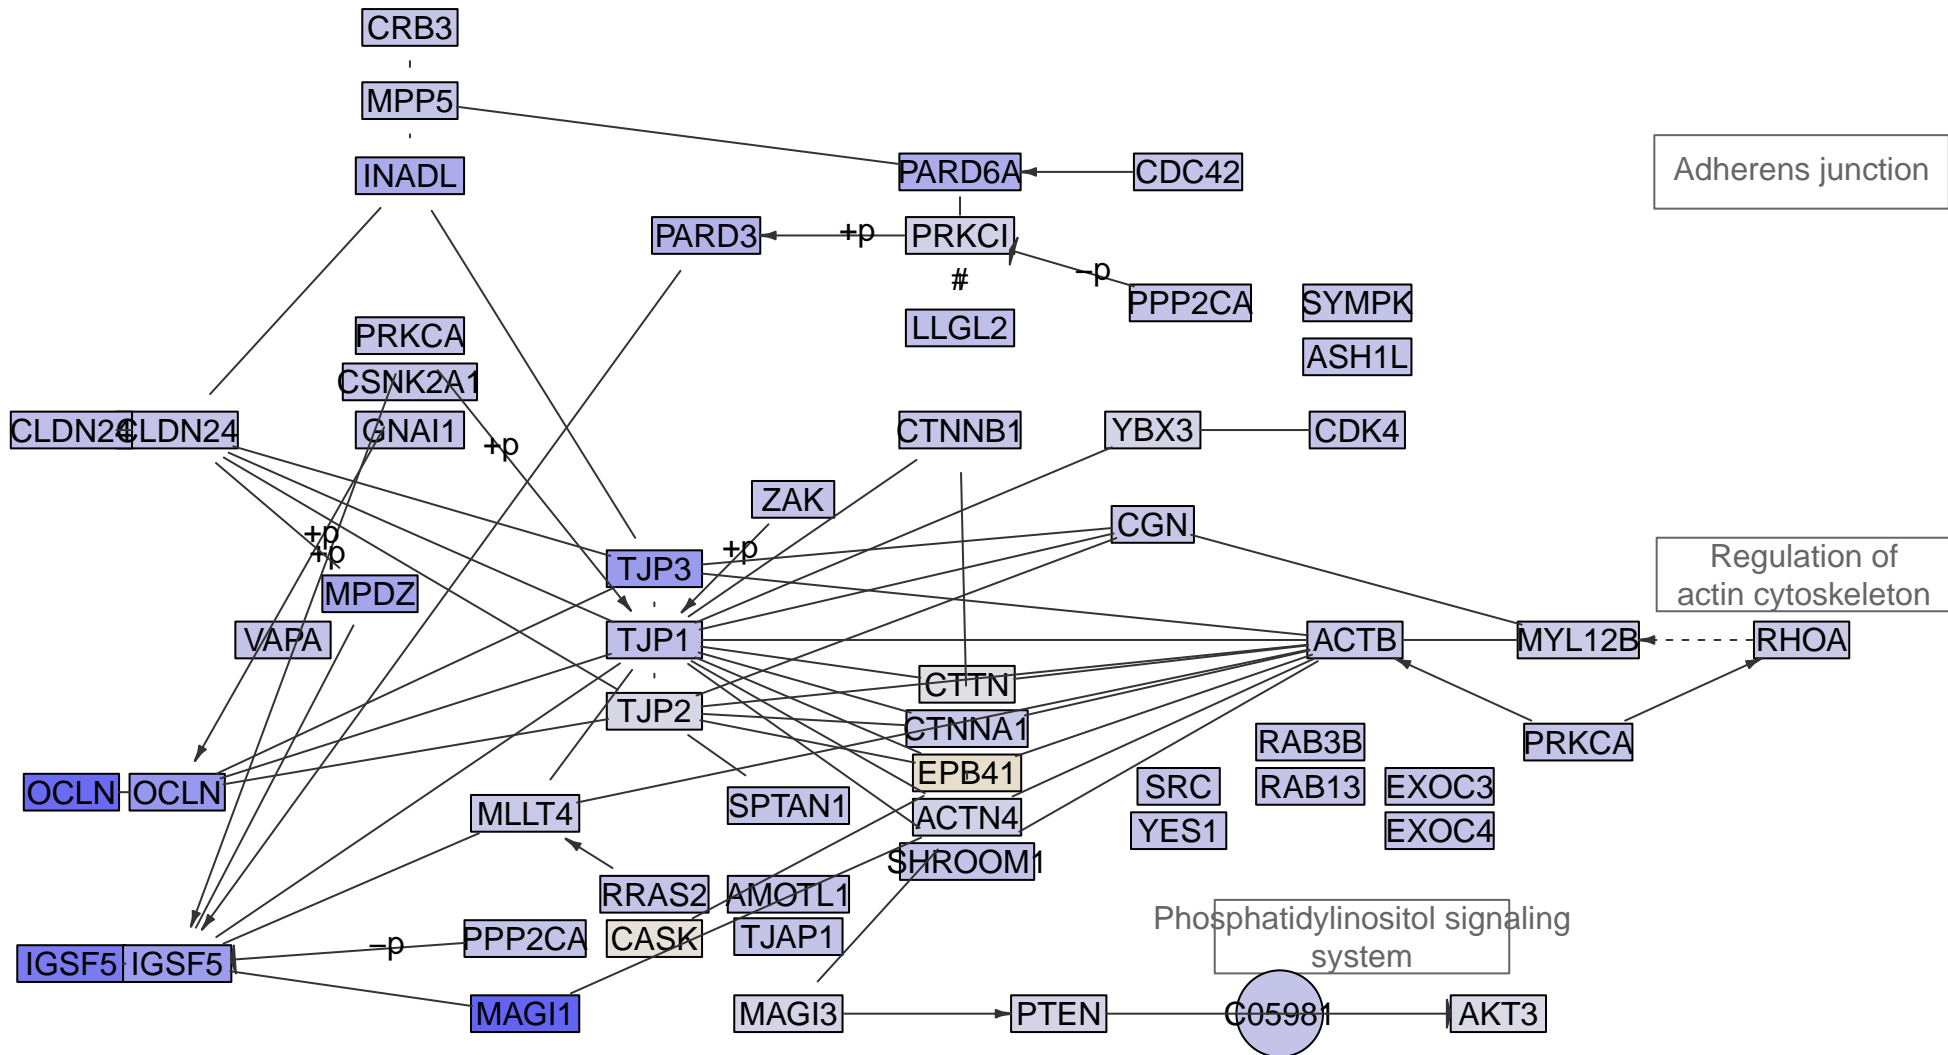 CRB3
MPP5
INADL
PARD6A
CDC42
Adherens junction
PARD3
+p
PRKCI
−p
#
PPP2CA
SYMPK
LLGL2
PRKCA
ASH1L
CSNK2A1
CLDN24
CLDN24
GNAI1
+p
CTNNB1
YBX3
CDK4
ZAK
CGN
+p
+p
+p
TJP3
MPDZ
Regulation of
actin cytoskeleton
VAPA
TJP1
ACTB
MYL12B
RHOA
CTTN
TJP2
CTNNA1
RAB3B
PRKCA
EPB41
OCLN
OCLN
SRC
RAB13
EXOC3
MLLT4
SPTAN1
ACTN4
YES1
EXOC4
SHROOM1
RRAS2
AMOTL1
Phosphatidylinositol signaling
system
PPP2CA
CASK
TJAP1
−p
IGSF5
IGSF5
MAGI1
MAGI3
PTEN
C05981
AKT3